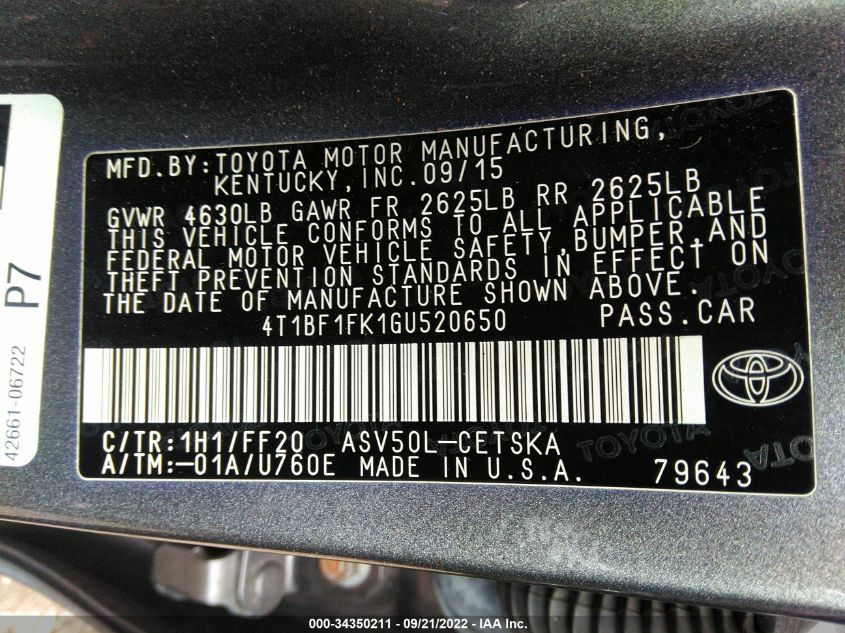 MFD.BY:TOYOTA MOTOR MANUFACTURING,
KENTUCKY,INC.09/15
GVWR 4630LB GAWR FR 2625LB RR 2625LB
THIS VEHICLE CONFORMS TO ALL APPLICABLE
FEDERAL MOTOR VEHICLE SAFETY,BUMPER,AND
THEFT PREVENTION STANDARDS IN EFFECT ON
THE DATE OF MANUFACTURE SHOWN ABOVE.
4T1BF1FK1GU520650 PASS.CAR
C/TR:1H1/FF20 ASV50L-CETSKA
A/TM:-01A/U760E MADE IN U.S.A. 79643
P7
42661-06722
000-34350211 - 09/21/2022 - IAA Inc.